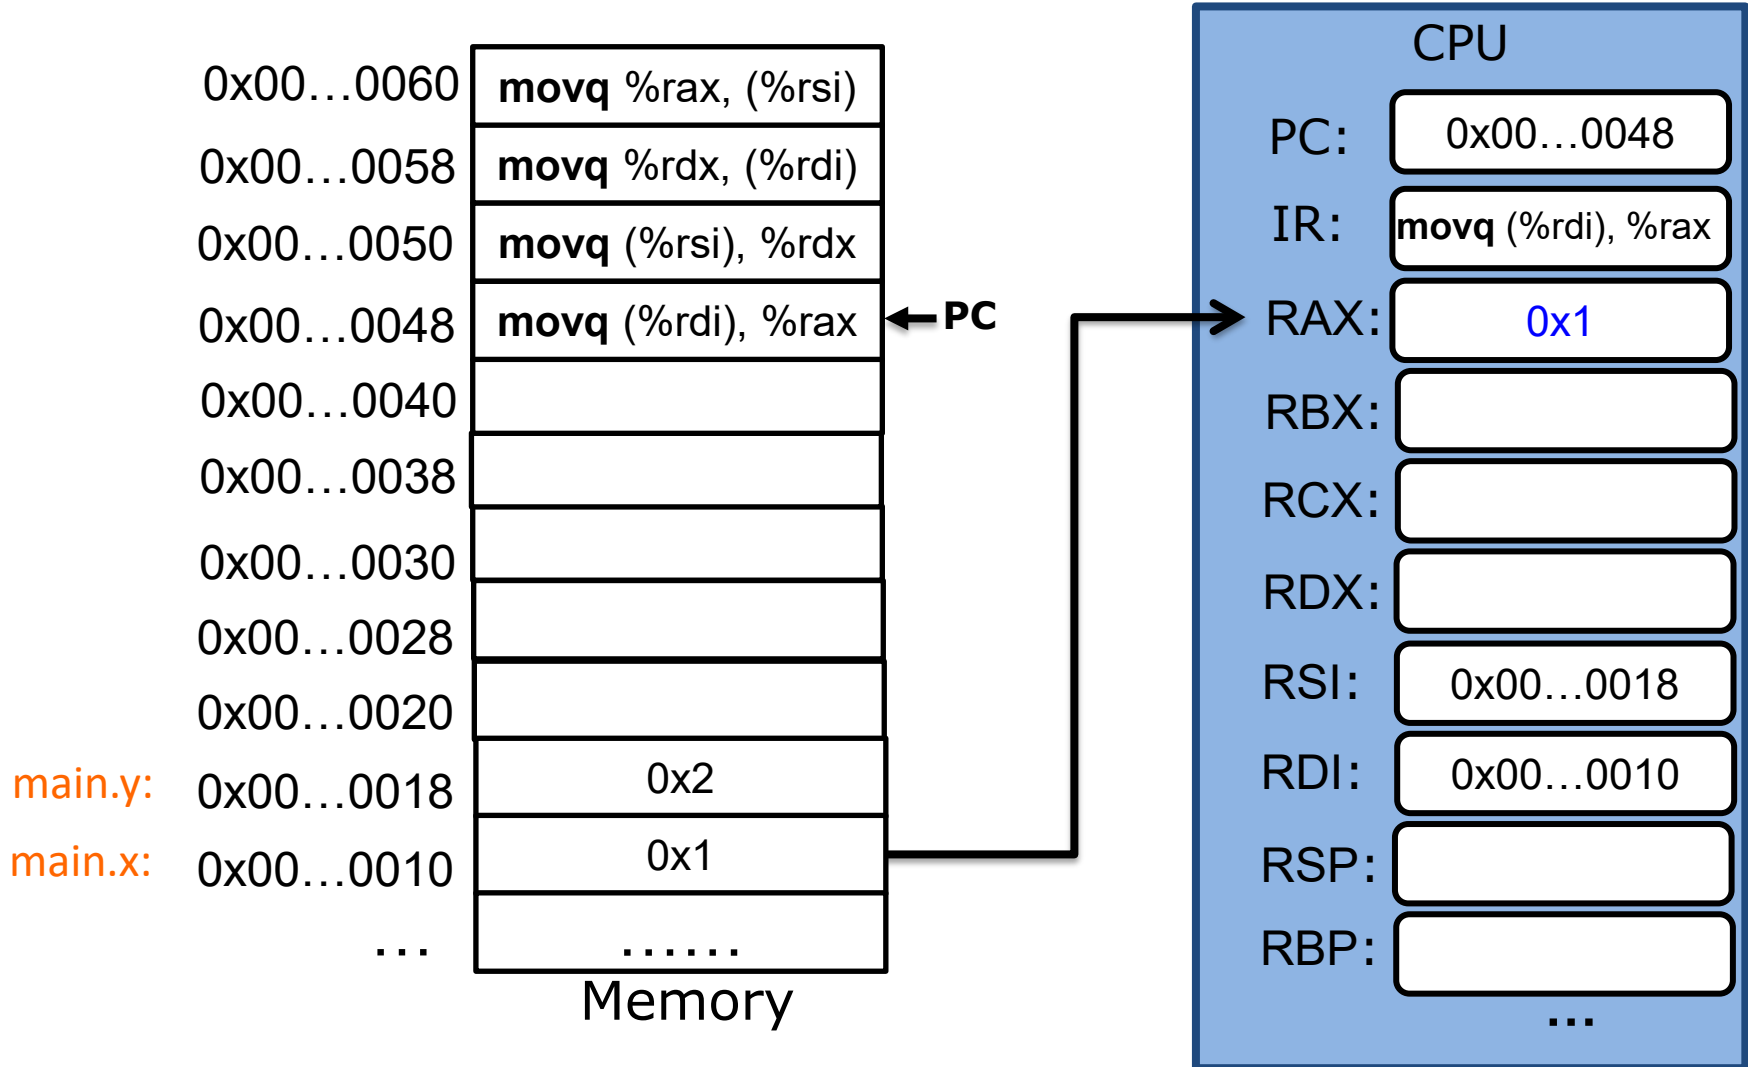 0x00…0060 movq %rax, (%rsi)
0x00…0058 movq %rdx, (%rdi)
0x00…0050 movq (%rsi), %rdx
0x00…0048 movq (%rdi), %rax PC
0x00…0040
0x00…0038
0x00…0030
0x00…0028
0x00…0020
main.y: 0x00…0018 0x2
main.x: 0x00…0010 0x1
… ……
Memory
CPU
PC: 0x00…0048
IR: movq (%rdi), %rax
RAX: 0x1
RBX:
RCX:
RDX:
RSI: 0x00…0018
RDI: 0x00…0010
RSP:
RBP:
…